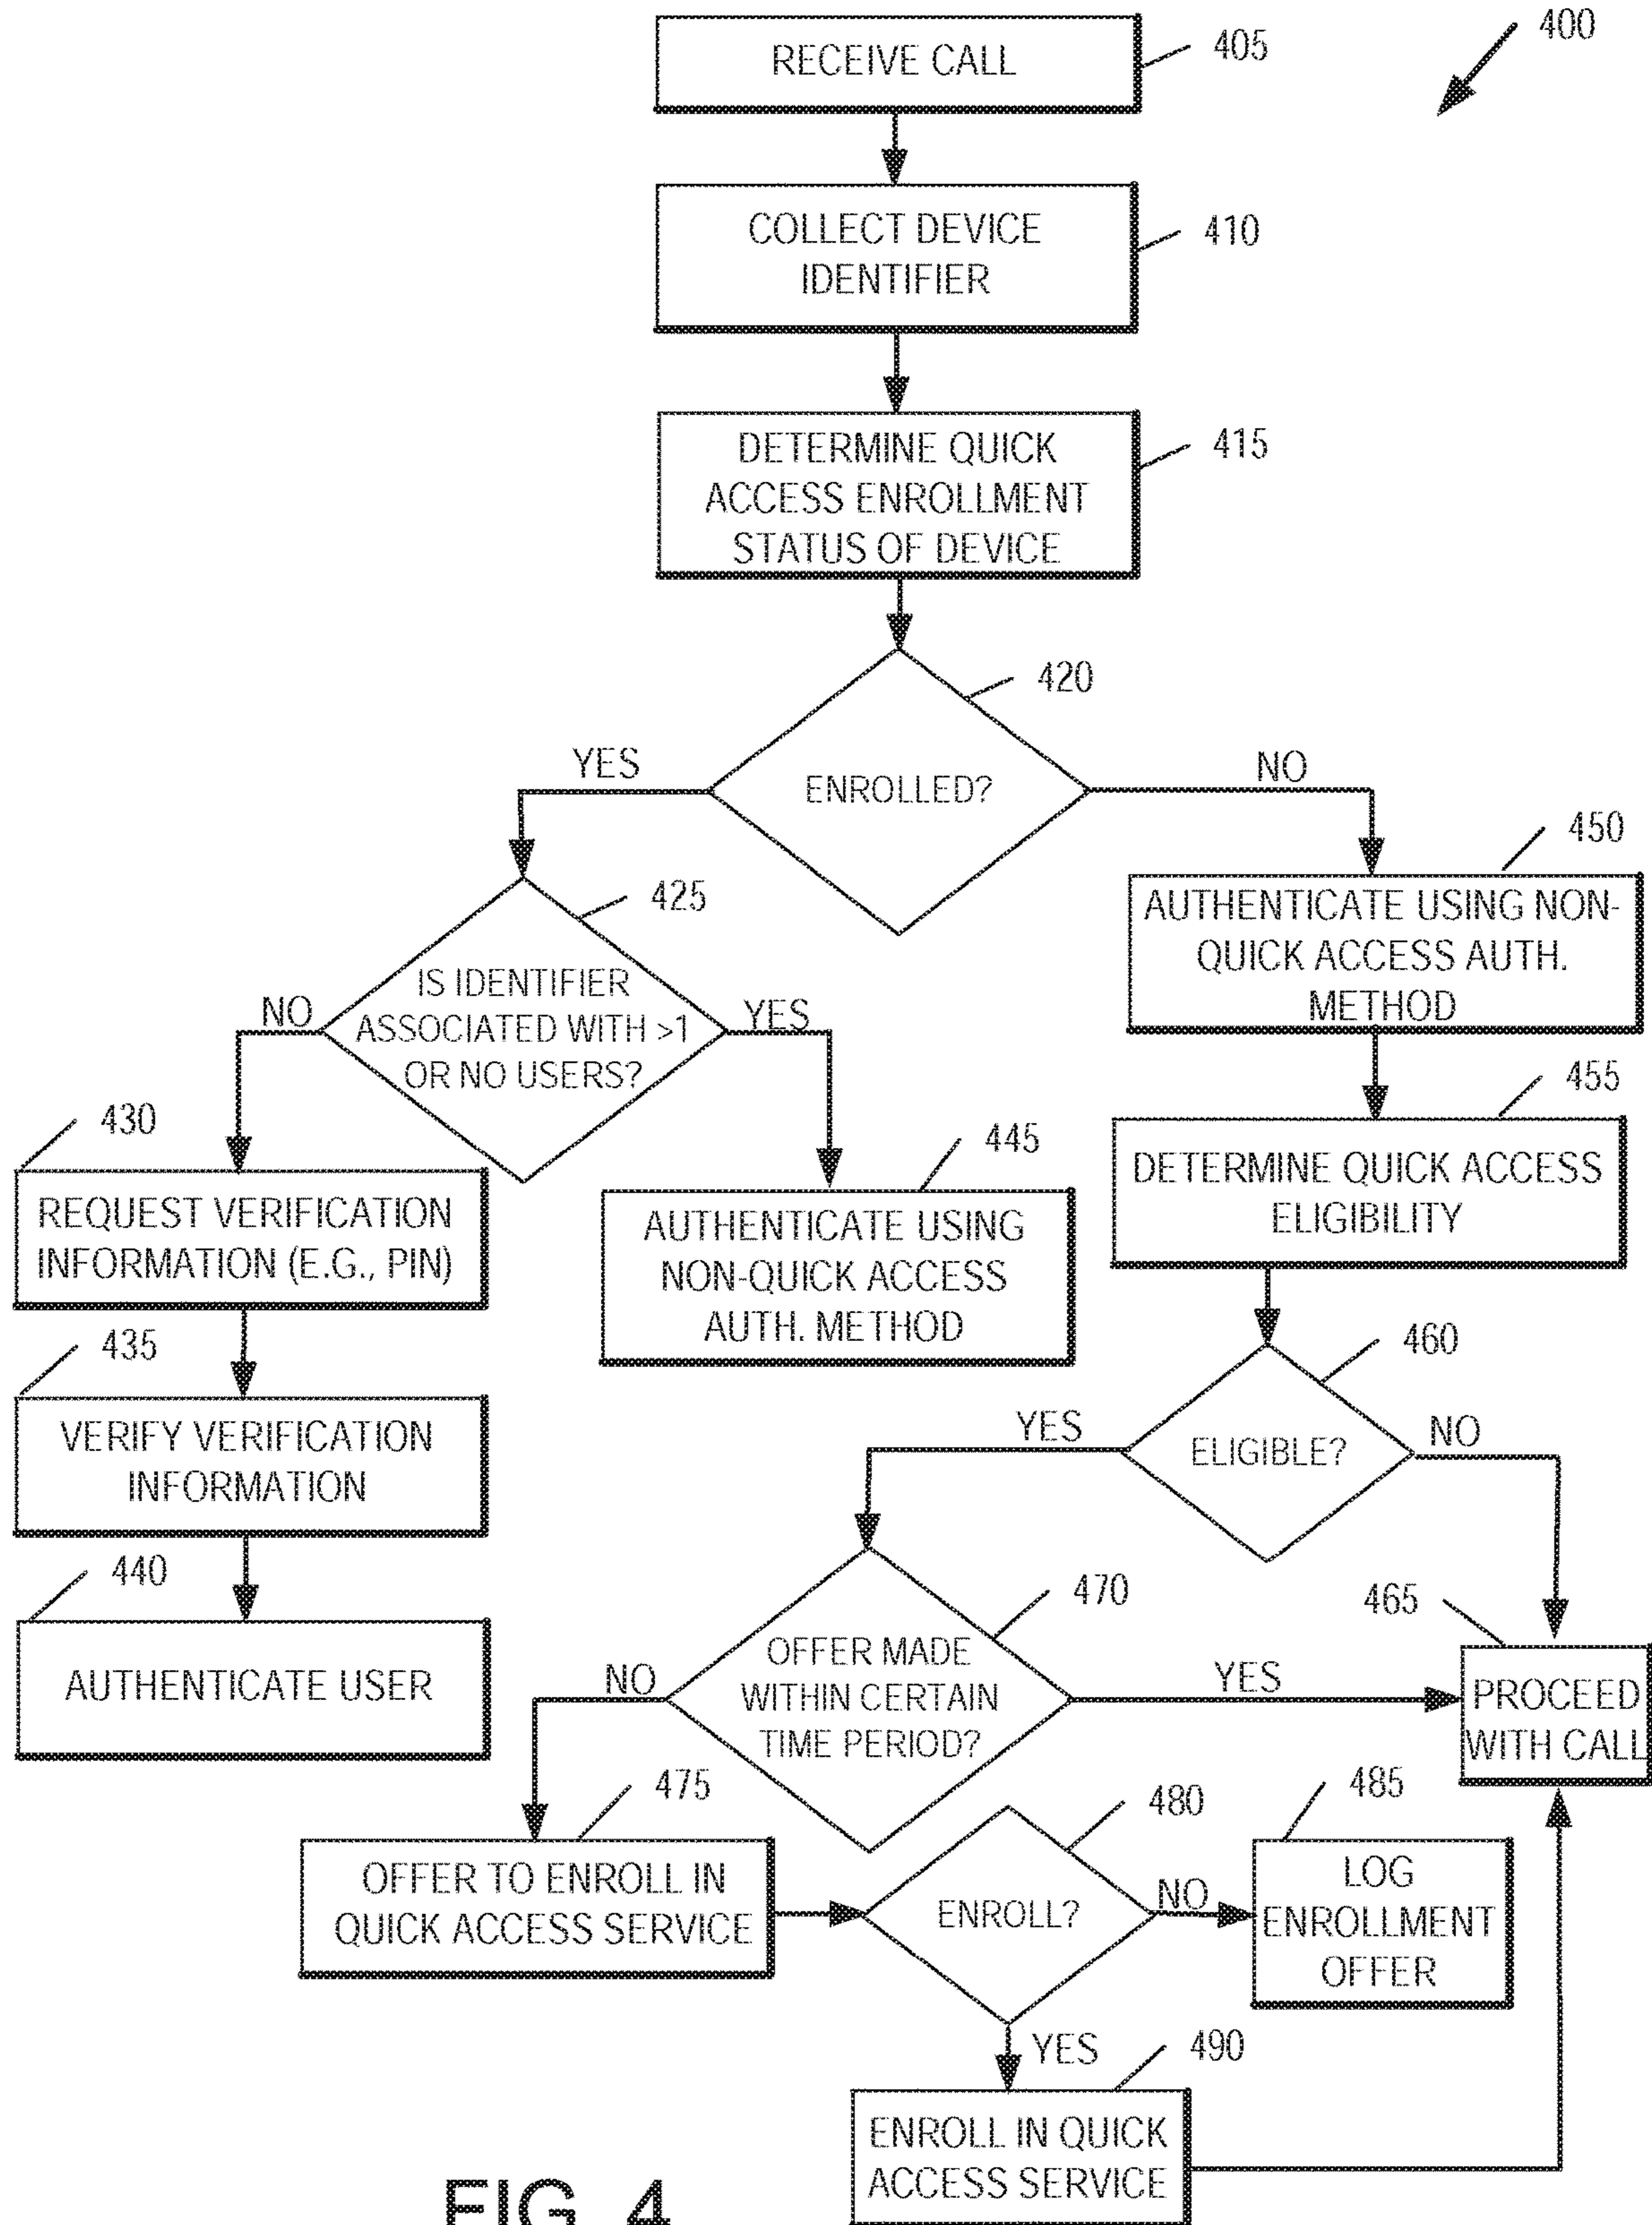 400
RECEIVE CALL
405
COLLECT DEVICE
IDENTIFIER
410
DETERMINE QUICK
ACCESS ENROLLMENT
STATUS OF DEVICE
415
420
ENROLLED?
YES
NO
425
IS IDENTIFIER
ASSOCIATED WITH >1
OR NO USERS?
NO
YES
450
AUTHENTICATE USING NON-
QUICK ACCESS AUTH.
METHOD
430
REQUEST VERIFICATION
INFORMATION (E.G., PIN)
445
AUTHENTICATE USING
NON-QUICK ACCESS
AUTH. METHOD
455
DETERMINE QUICK ACCESS
ELIGIBILITY
435
VERIFY VERIFICATION
INFORMATION
460
ELIGIBLE?
YES
NO
440
AUTHENTICATE USER
470
OFFER MADE
WITHIN CERTAIN
TIME PERIOD?
NO
YES
465
PROCEED
WITH CALL
475
OFFER TO ENROLL IN
QUICK ACCESS SERVICE
480
ENROLL?
NO
485
LOG
ENROLLMENT
OFFER
YES
490
ENROLL IN QUICK
ACCESS SERVICE
FIG. 4